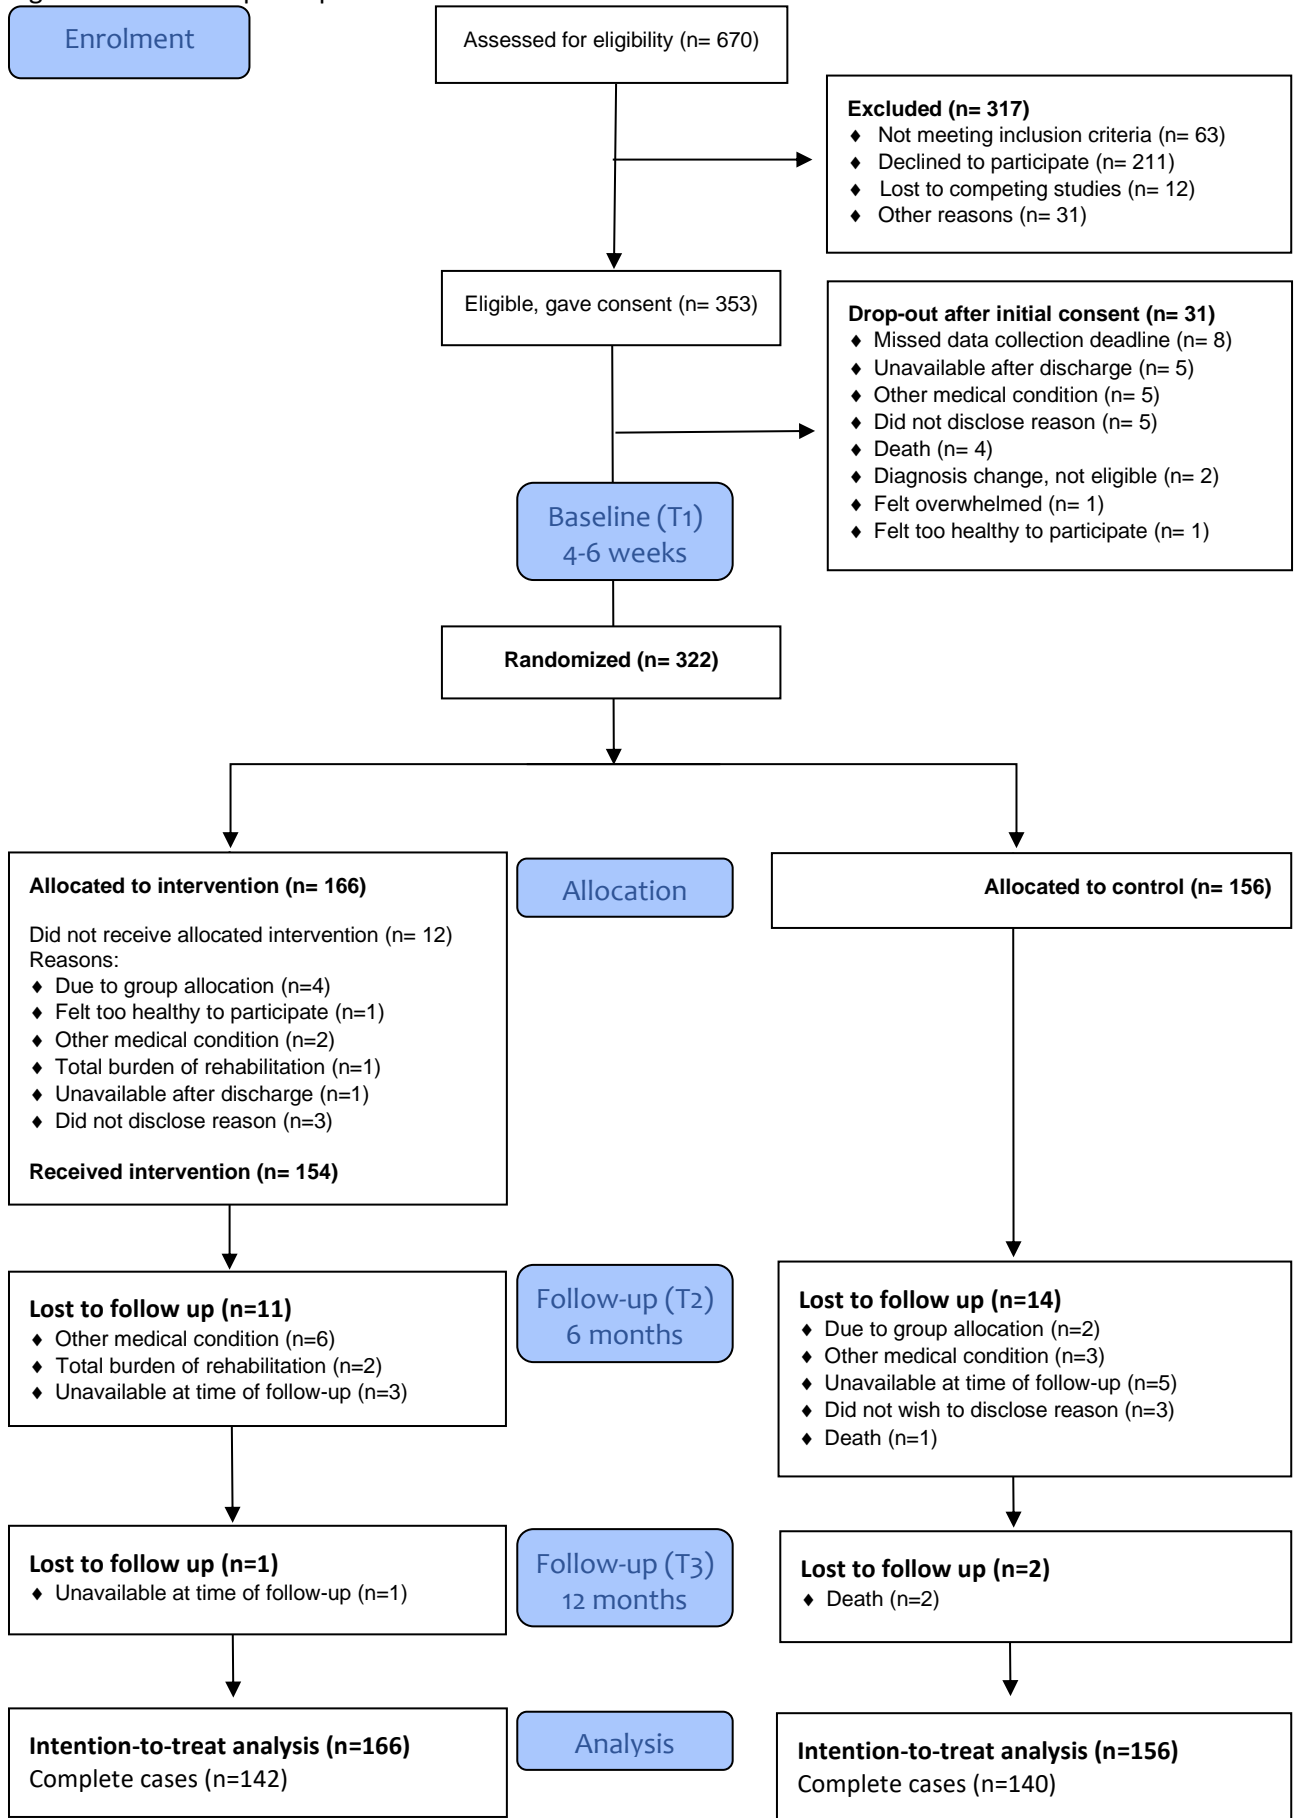 Enrolment
Assessed for eligibility (n= 670)
Excluded (n= 317)
♦ Not meeting inclusion criteria (n= 63)
♦ Declined to participate (n= 211)
♦ Lost to competing studies (n= 12)
♦ Other reasons (n= 31)
Eligible, gave consent (n= 353)
Drop-out after initial consent (n= 31)
♦ Missed data collection deadline (n= 8)
♦ Unavailable after discharge (n= 5)
♦ Other medical condition (n= 5)
♦ Did not disclose reason (n= 5)
♦ Death (n= 4)
♦ Diagnosis change, not eligible (n= 2)
♦ Felt overwhelmed (n= 1)
♦ Felt too healthy to participate (n= 1)
Baseline (T1)
4-6 weeks
Randomized (n= 322)
Allocated to intervention (n= 166)
Did not receive allocated intervention (n= 12)
Reasons:
♦ Due to group allocation (n=4)
♦ Felt too healthy to participate (n=1)
♦ Other medical condition (n=2)
♦ Total burden of rehabilitation (n=1)
♦ Unavailable after discharge (n=1)
♦ Did not disclose reason (n=3)
Received intervention (n= 154)
Allocation
Allocated to control (n= 156)
Lost to follow up (n=11)
♦ Other medical condition (n=6)
♦ Total burden of rehabilitation (n=2)
♦ Unavailable at time of follow-up (n=3)
Follow-up (T2)
6 months
Lost to follow up (n=14)
♦ Due to group allocation (n=2)
♦ Other medical condition (n=3)
♦ Unavailable at time of follow-up (n=5)
♦ Did not wish to disclose reason (n=3)
♦ Death (n=1)
Lost to follow up (n=1)
♦ Unavailable at time of follow-up (n=1)
Follow-up (T3)
12 months
Lost to follow up (n=2)
♦ Death (n=2)
Intention-to-treat analysis (n=166)
Complete cases (n=142)
Analysis
Intention-to-treat analysis (n=156)
Complete cases (n=140)